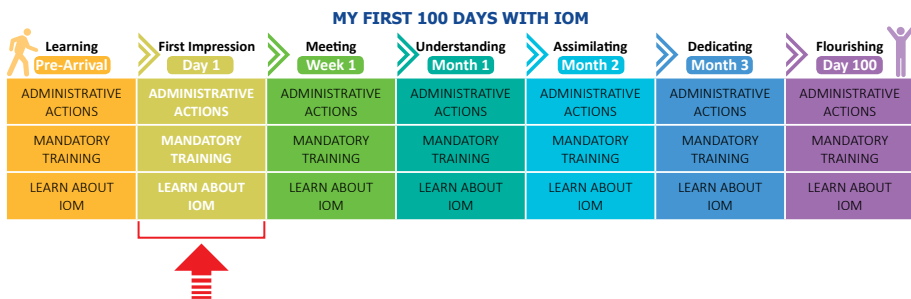 MY FIRST 100 DAYS WITH IOM
Learning
Pre-Arrival
First Impression
Day 1
Meeting
Week 1
Understanding
Month 1
Assimilating
Month 2
Dedicating
Month 3
Flourishing
Day 100
ADMINISTRATIVE
ACTIONS
ADMINISTRATIVE
ACTIONS
ADMINISTRATIVE
ACTIONS
ADMINISTRATIVE
ACTIONS
ADMINISTRATIVE
ACTIONS
ADMINISTRATIVE
ACTIONS
ADMINISTRATIVE
ACTIONS
MANDATORY
TRAINING
MANDATORY
TRAINING
MANDATORY
TRAINING
MANDATORY
TRAINING
MANDATORY
TRAINING
MANDATORY
TRAINING
MANDATORY
TRAINING
LEARN ABOUT
IOM
LEARN ABOUT
IOM
LEARN ABOUT
IOM
LEARN ABOUT
IOM
LEARN ABOUT
IOM
LEARN ABOUT
IOM
LEARN ABOUT
IOM